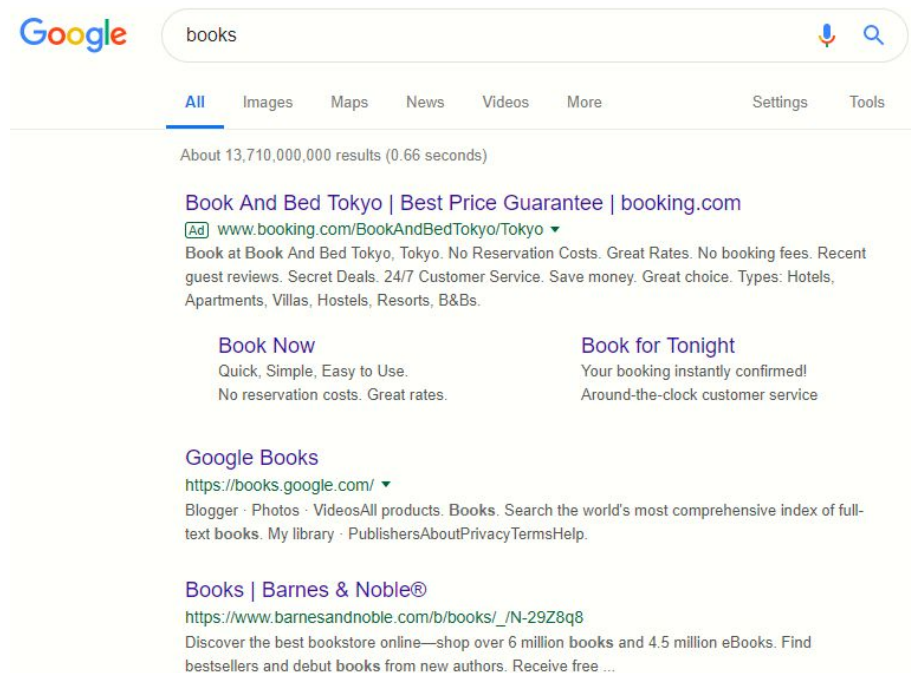 Google books
All Images Maps News Videos More Settings Tools
About 13,710,000,000 results (0.66 seconds)
Book And Bed Tokyo | Best Price Guarantee | booking.com
Ad www.booking.com/BookAndBedTokyo/Tokyo
Book at Book And Bed Tokyo, Tokyo. No Reservation Costs. Great Rates. No booking fees. Recent
guest reviews. Secret Deals. 24/7 Customer Service. Save money. Great choice. Types: Hotels,
Apartments, Villas, Hostels, Resorts, B&Bs.
Book Now
Quick, Simple, Easy to Use.
No reservation costs. Great rates.
Book for Tonight
Your booking instantly confirmed!
Around-the-clock customer service
Google Books
https://books.google.com/
Blogger · Photos · VideosAll products. Books. Search the world's most comprehensive index of full-
text books. My library · PublishersAboutPrivacyTermsHelp.
Books | Barnes & Noble®
https://www.barnesandnoble.com/b/books/_/N-29Z8q8
Discover the best bookstore online—shop over 6 million books and 4.5 million eBooks. Find
bestsellers and debut books from new authors. Receive free ...